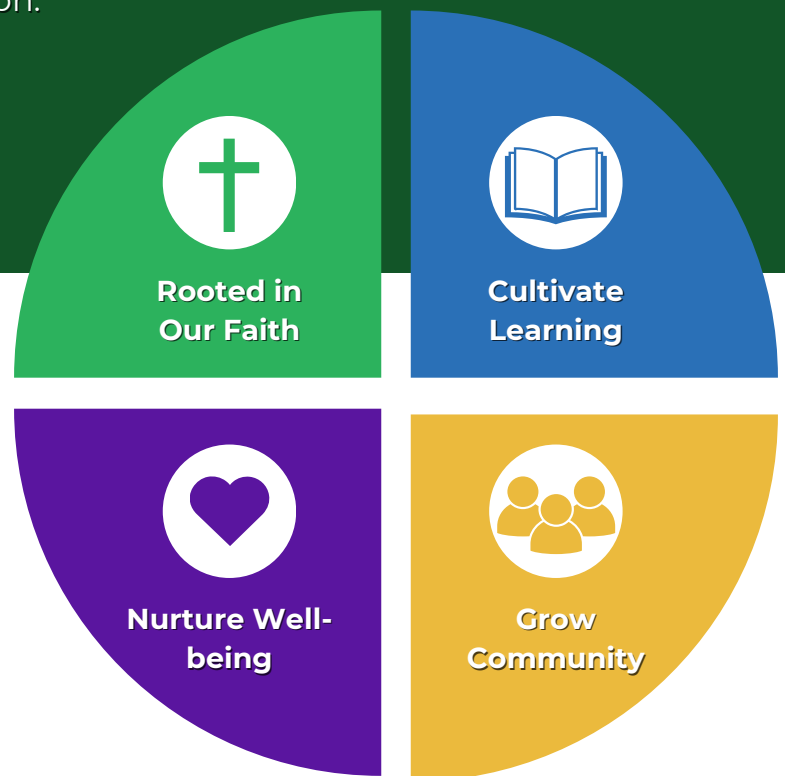 Rooted in
Our Faith
Cultivate
Learning
Nurture Well-
being
Grow
Community